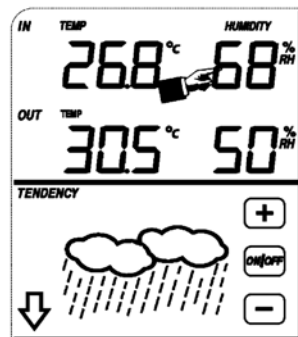 IN TEMP HUMIDITY
26.8 °C 68 % RH
OUT TEMP
30.5 °C 50 % RH
TENDENCY
+
ON/OFF
−